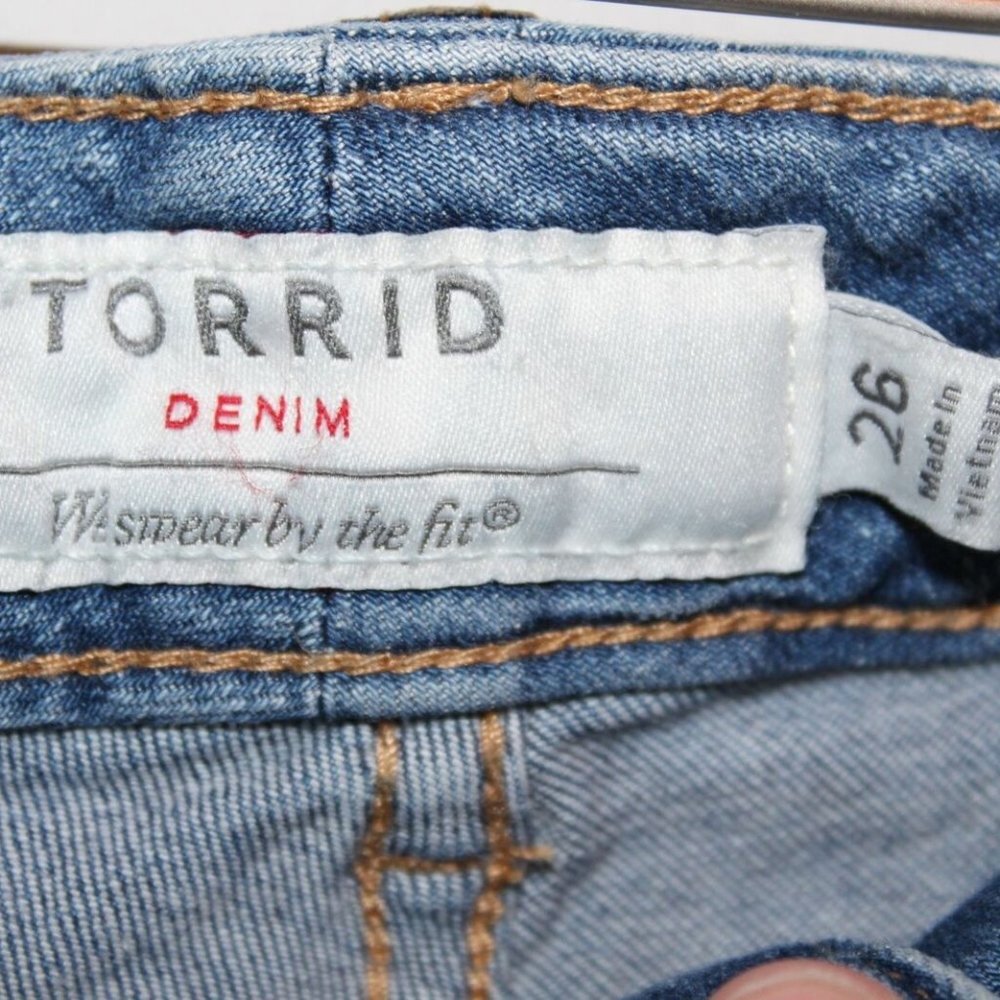 TORRID
DENIM
We swear by the fit®
26
Made In
Vietnam